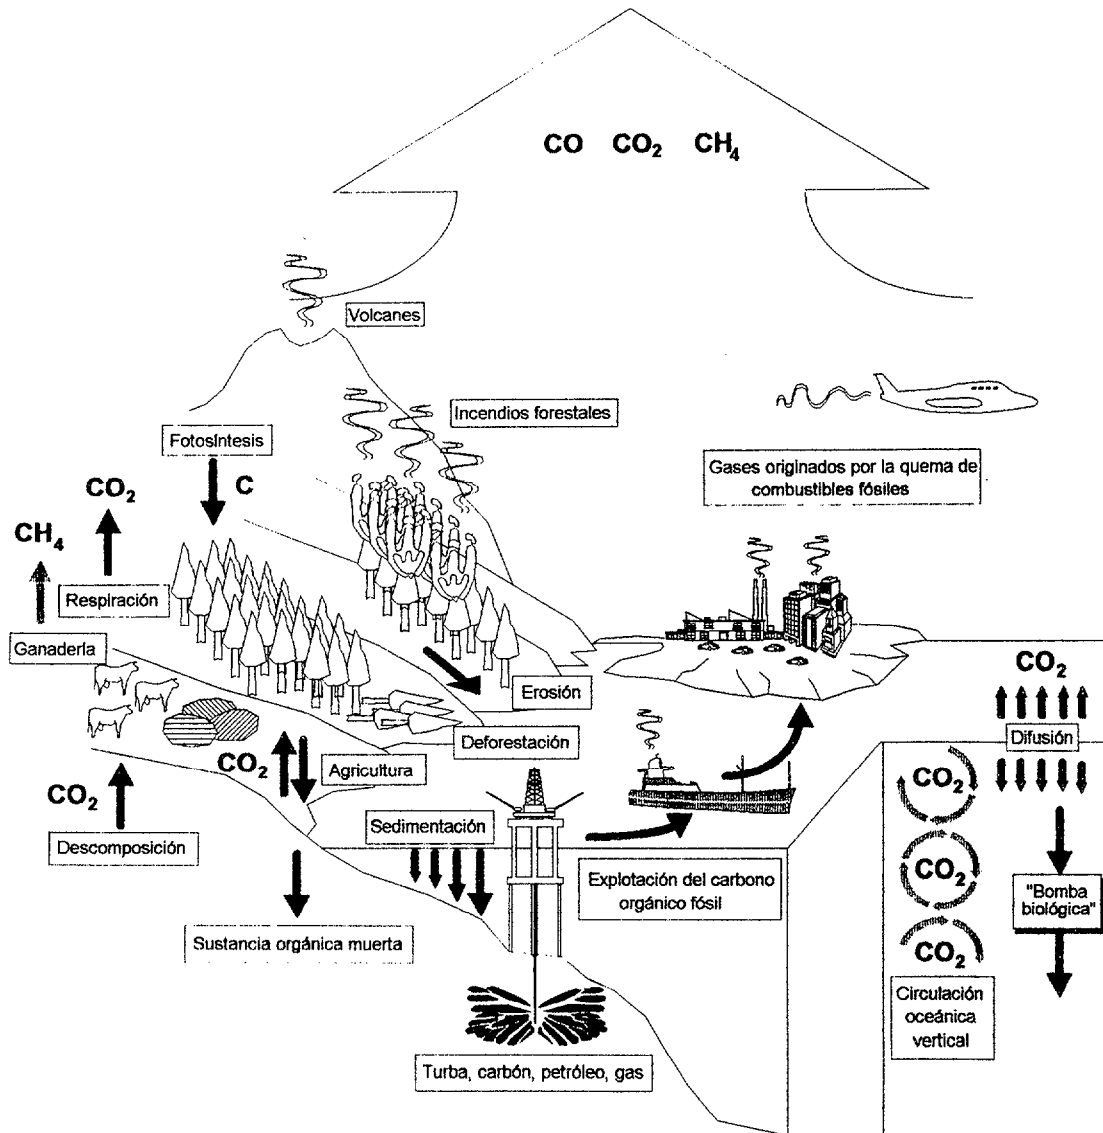 CO CO₂ CH₄
Volcanes
Incendios forestales
Fotosíntesis
Gases originados por la quema de
combustibles fósiles
C
CO₂
CH₄
Respiración
Ganadería
Erosión
CO₂
Deforestación
Difusión
CO₂
Agricultura
CO₂
CO₂
Descomposición
Sedimentación
Explotación del carbono
orgánico fósil
CO₂
"Bomba
biológica"
Sustancia orgánica muerta
CO₂
Circulación
oceánica
vertical
Turba, carbón, petróleo, gas